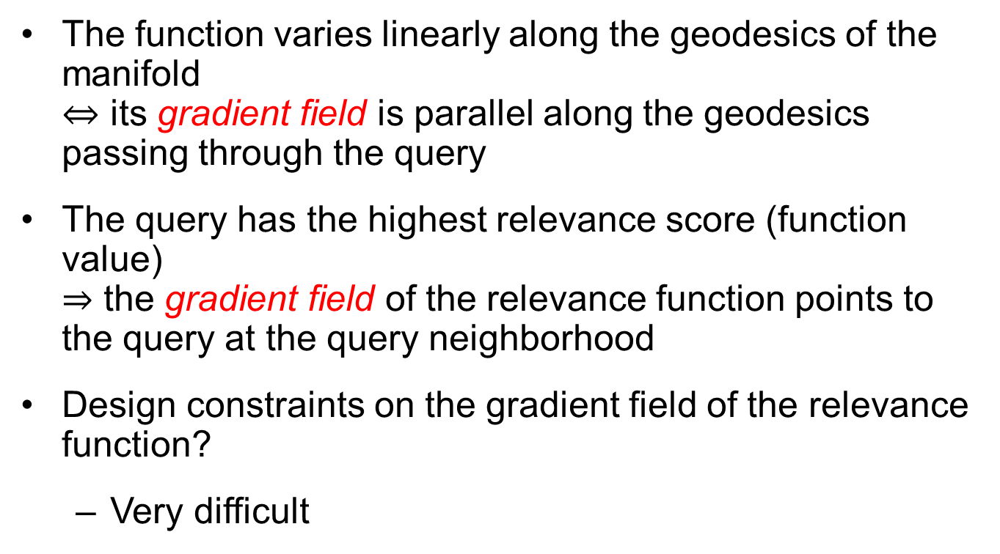 • The function varies linearly along the geodesics of the
manifold
⇔ its gradient field is parallel along the geodesics
passing through the query
• The query has the highest relevance score (function
value)
⇒ the gradient field of the relevance function points to
the query at the query neighborhood
• Design constraints on the gradient field of the relevance
function?
– Very difficult